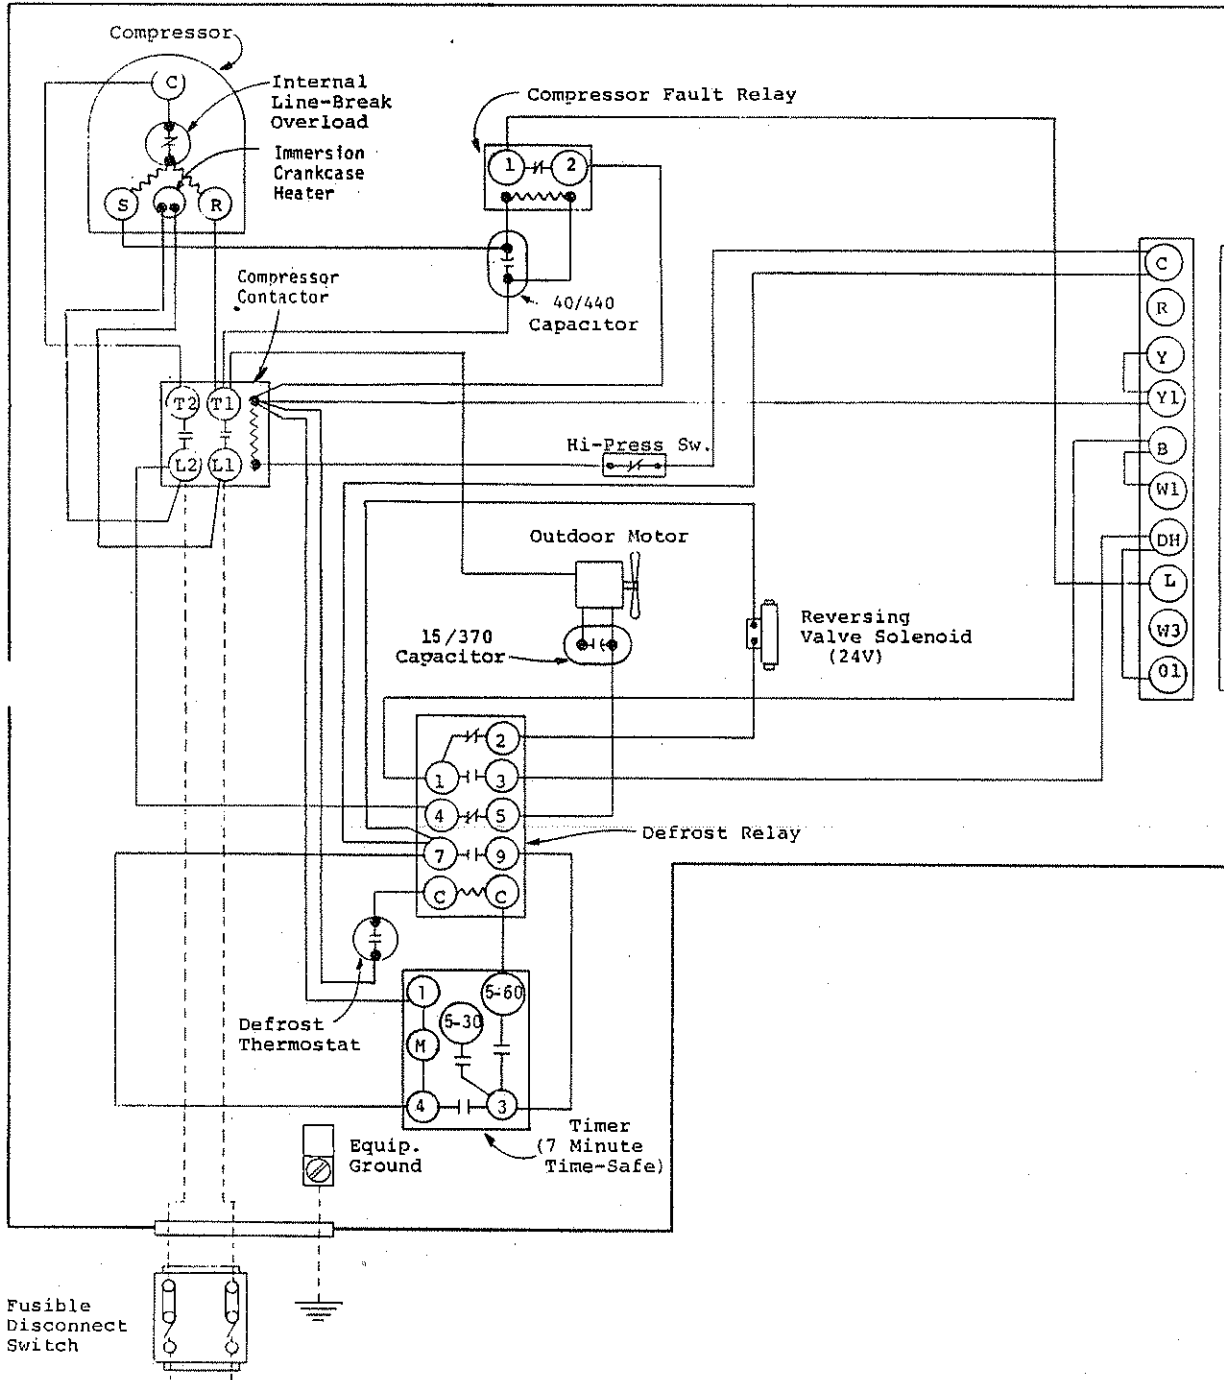 Compressor
C
Internal
Line-Break
Overload
Immersion
Crankcase
Heater
S
R
Compressor Fault Relay
1
2
Compressor
Contactor
40/440
Capacitor
T2
T1
L2
L1
Hi-Press Sw.
C
R
Y
Y1
B
W1
DH
L
W3
01
Outdoor Motor
15/370
Capacitor
Reversing
Valve Solenoid
(24V)
2
1
3
4
5
7
9
C
C
Defrost Relay
Defrost
Thermostat
1
5-60
5-30
M
4
3
Timer
(7 Minute
Time-Safe)
Equip.
Ground
Fusible
Disconnect
Switch